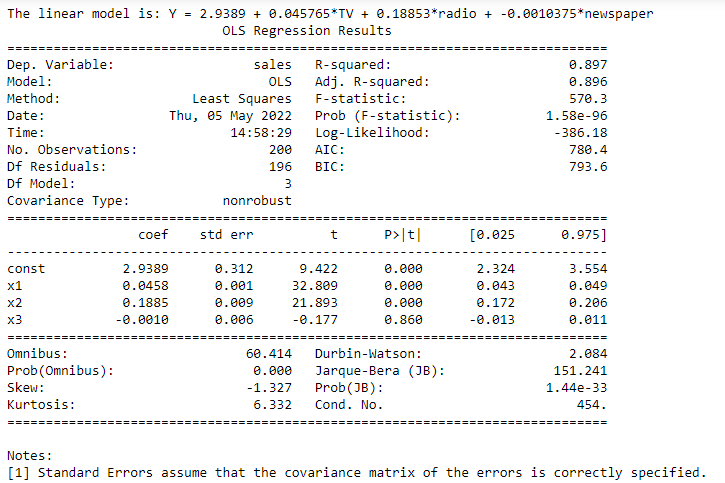 The linear model is: Y = 2.9389 + 0.045765*TV + 0.18853*radio + -0.0010375*newspaper
                            OLS Regression Results
==============================================================================
Dep. Variable:                  sales   R-squared:                       0.897
Model:                            OLS   Adj. R-squared:                  0.896
Method:                 Least Squares   F-statistic:                     570.3
Date:                Thu, 05 May 2022   Prob (F-statistic):           1.58e-96
Time:                        14:58:29   Log-Likelihood:                -386.18
No. Observations:                 200   AIC:                             780.4
Df Residuals:                     196   BIC:                             793.6
Df Model:                           3
Covariance Type:            nonrobust
==============================================================================
                 coef    std err          t      P>|t|      [0.025      0.975]
------------------------------------------------------------------------------
const          2.9389      0.312      9.422      0.000       2.324       3.554
x1             0.0458      0.001     32.809      0.000       0.043       0.049
x2             0.1885      0.009     21.893      0.000       0.172       0.206
x3            -0.0010      0.006     -0.177      0.860      -0.013       0.011
==============================================================================
Omnibus:                       60.414   Durbin-Watson:                   2.084
Prob(Omnibus):                  0.000   Jarque-Bera (JB):              151.241
Skew:                          -1.327   Prob(JB):                     1.44e-33
Kurtosis:                       6.332   Cond. No.                         454.
==============================================================================

Notes:
[1] Standard Errors assume that the covariance matrix of the errors is correctly specified.